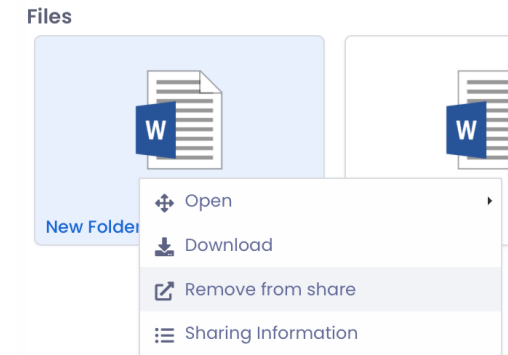 Files
W
W
New Folder
Open
Download
Remove from share
Sharing Information